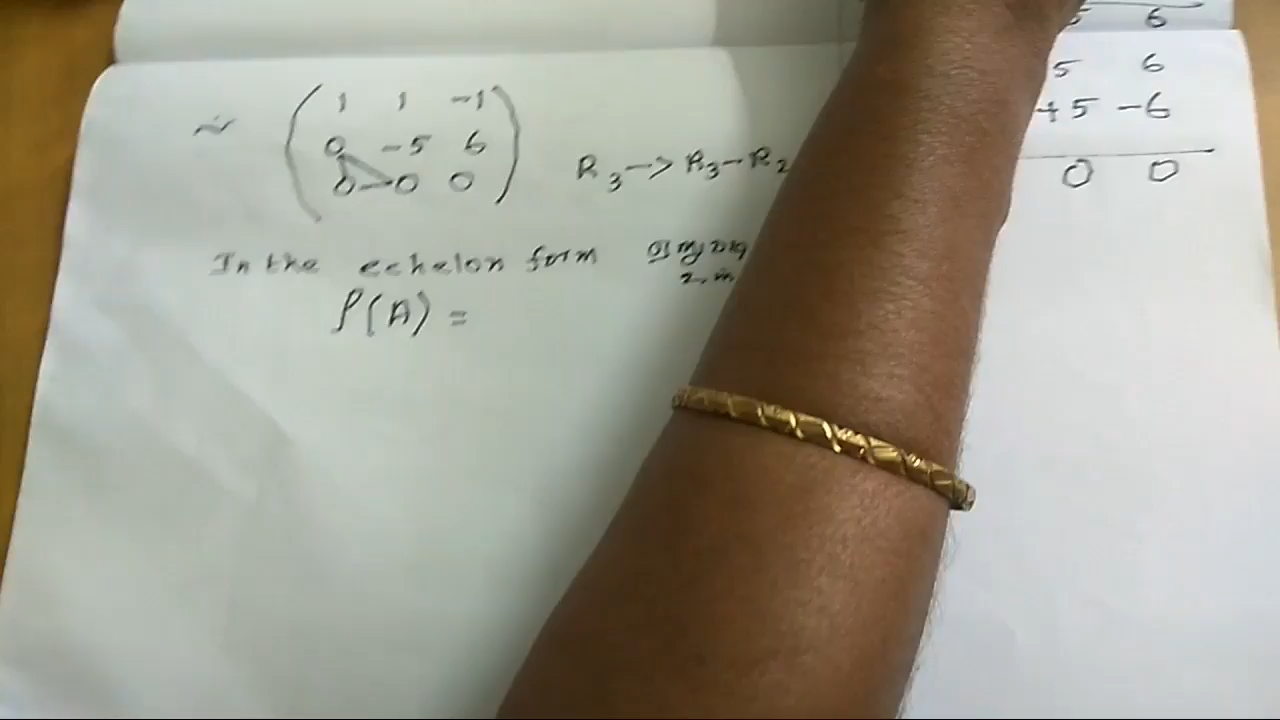 5 6
~ ( 1 1 -1
0 -5 6
0 0 0 ) R₃ -> R₃ - R₂
5 6
+5 -6
0 0
In the echelon form
ρ(A) =